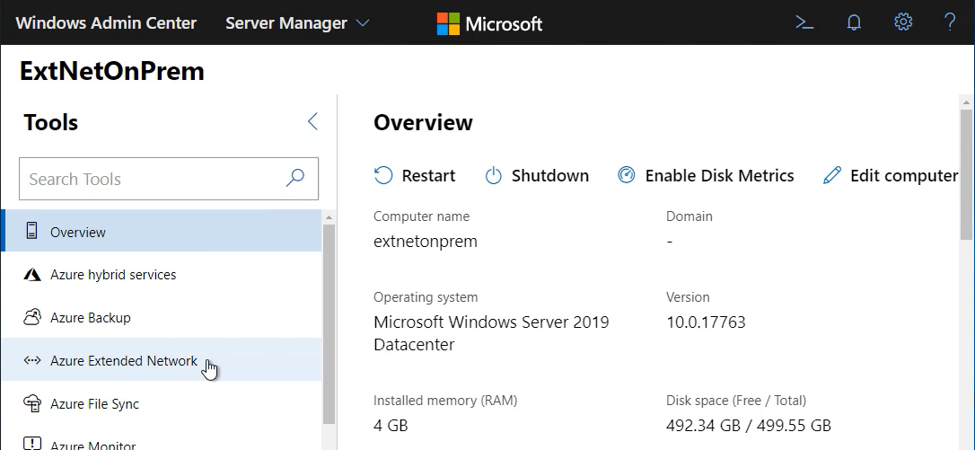 Windows Admin Center
Server Manager
Microsoft
?
ExtNetOnPrem
Tools
Search Tools
Overview
Azure hybrid services
Azure Backup
Azure Extended Network
Azure File Sync
Azure Monitor
Overview
Restart
Shutdown
Enable Disk Metrics
Edit computer
Computer name
extnetonprem
Domain
-
Operating system
Microsoft Windows Server 2019
Datacenter
Version
10.0.17763
Installed memory (RAM)
4 GB
Disk space (Free / Total)
492.34 GB / 499.55 GB